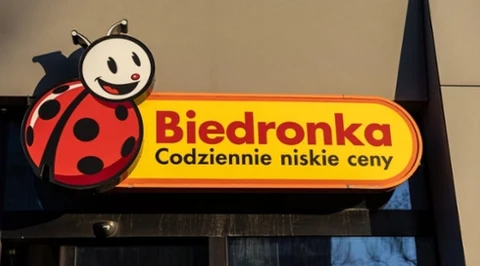 Biedronka
Codziennie niskie ceny